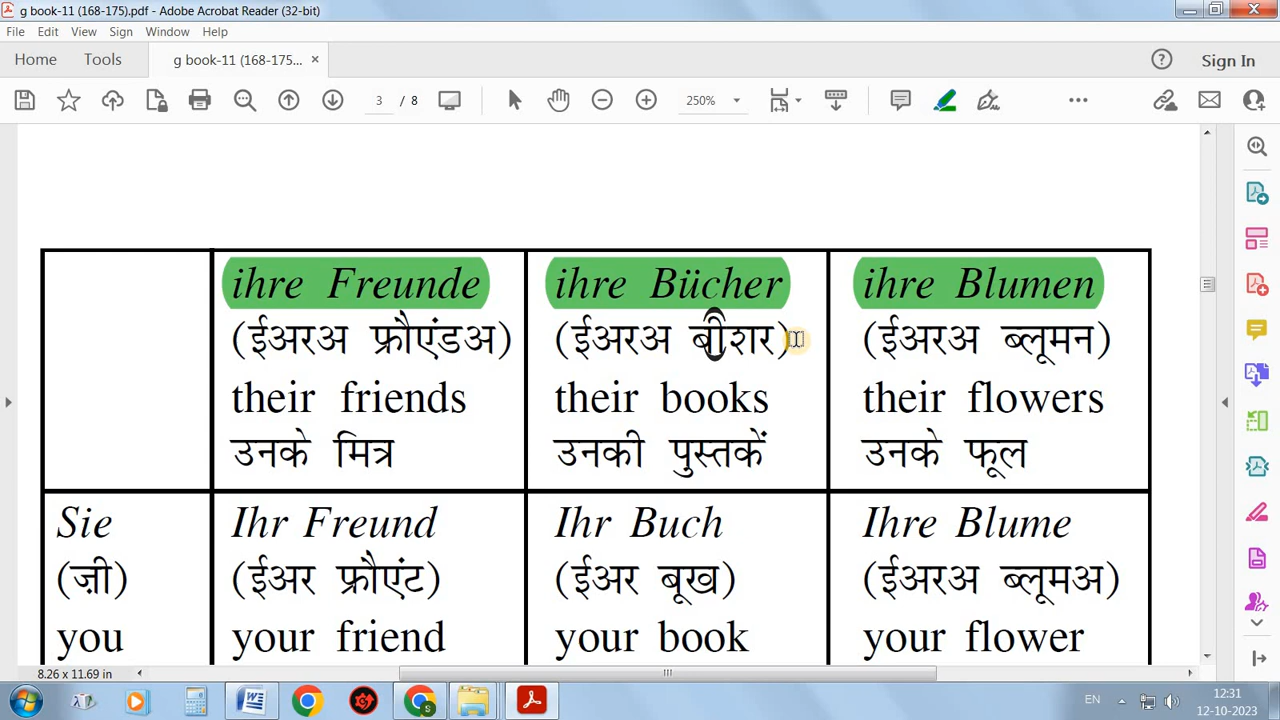 g book-11 (168-175).pdf - Adobe Acrobat Reader (32-bit)
File Edit View Sign Window Help
Home Tools g book-11 (168-175... × Sign In
3 / 8 250%
ihre Freunde
(ईअरअ फ्रौएंडअ)
their friends
उनके मित्र
ihre Bücher
(ईअरअ बीशर)
their books
उनकी पुस्तकें
ihre Blumen
(ईअरअ ब्लूमन)
their flowers
उनके फूल
Sie
(ज़ी)
you
Ihr Freund
(ईअर फ्रौएंट)
your friend
Ihr Buch
(ईअर बूख)
your book
Ihre Blume
(ईअरअ ब्लूमअ)
your flower
8.26 x 11.69 in
EN 12:31
12-10-2023